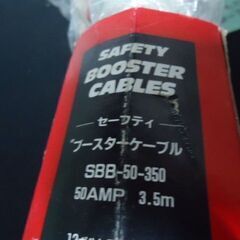 SAFETY
BOOSTER
CABLES
セーフティ
ブースターケーブル
SBB-50-350
50AMP 3.5m